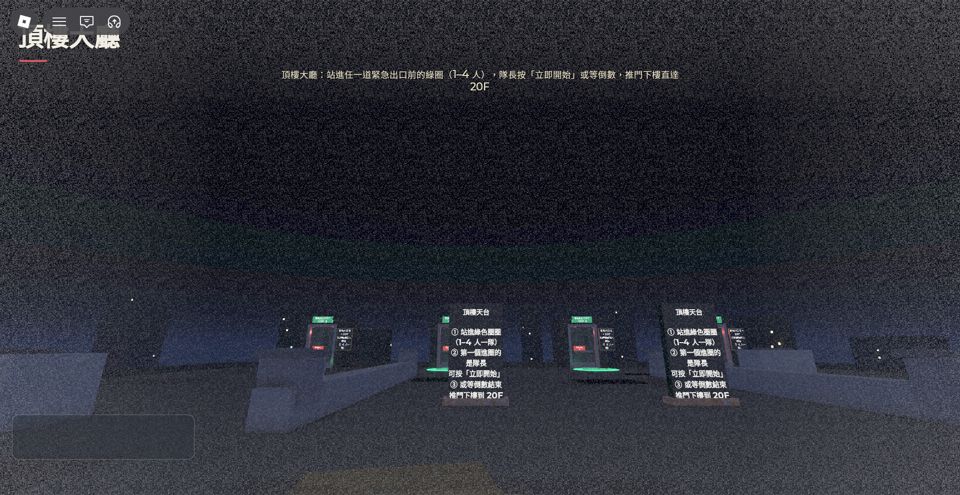 頂樓大廳
頂樓大廳：站進任一道緊急出口前的綠圈（1–4 人），隊長按「立即開始」或等倒數，推門下樓直達
20F
頂樓天台
① 站進綠色圈圈
（1–4 人一隊）
② 第一個進圈的
是隊長
可按「立即開始」
③ 或等倒數結束
推門下樓到 20F
頂樓天台
① 站進綠色圈圈
（1–4 人一隊）
② 第一個進圈的
是隊長
可按「立即開始」
③ 或等倒數結束
推門下樓到 20F